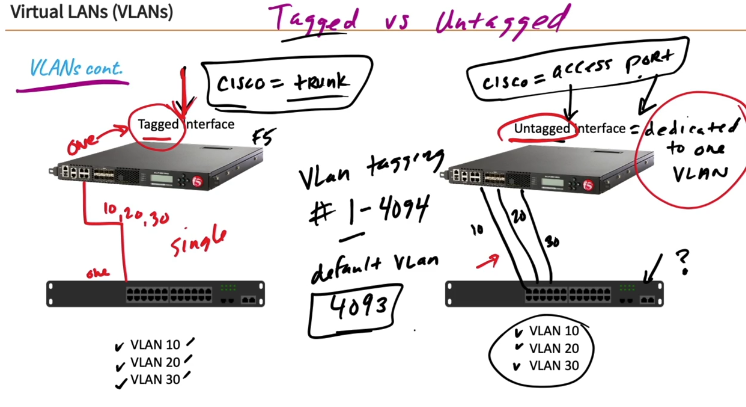 Virtual LANs (VLANs)
Tagged vs Untagged
VLANs cont.
CISCO = trunk
one
Tagged Interface
F5
f5
10, 20, 30
single
one
VLAN 10
VLAN 20
VLAN 30
VLan tagging
# 1-4094
default VLan
4093
CISCO = access port
Untagged Interface = dedicated
to one
VLAN
f5
10
20
30
?
VLAN 10
VLAN 20
VLAN 30